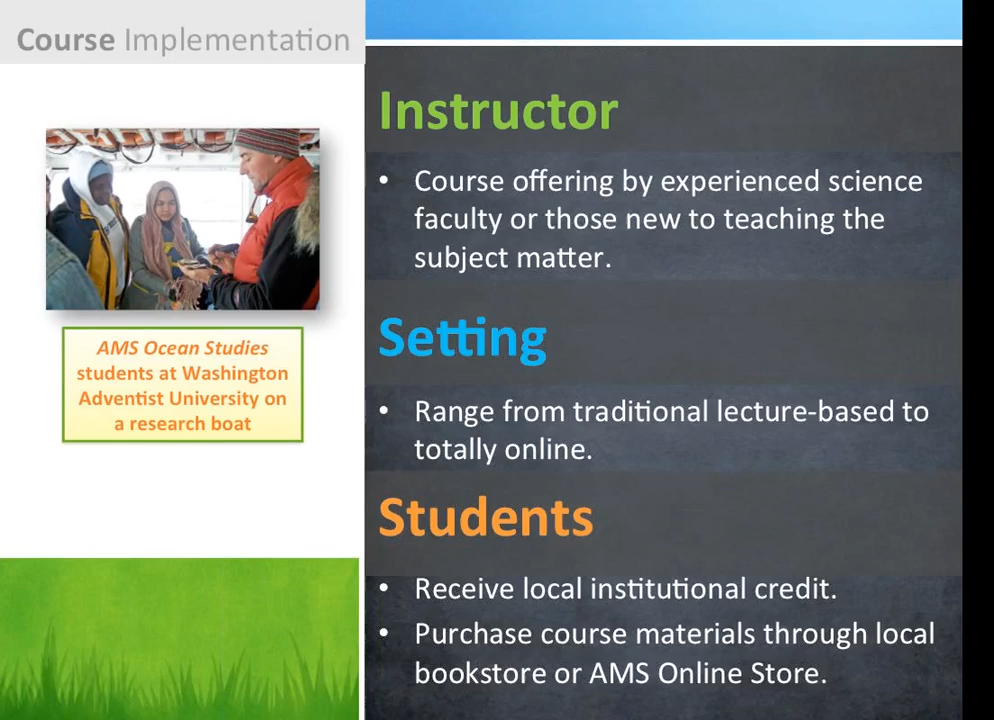 Course Implementation
AMS Ocean Studies
students at Washington
Adventist University on
a research boat
Instructor
• Course offering by experienced science
faculty or those new to teaching the
subject matter.
Setting
• Range from traditional lecture-based to
totally online.
Students
• Receive local institutional credit.
• Purchase course materials through local
bookstore or AMS Online Store.